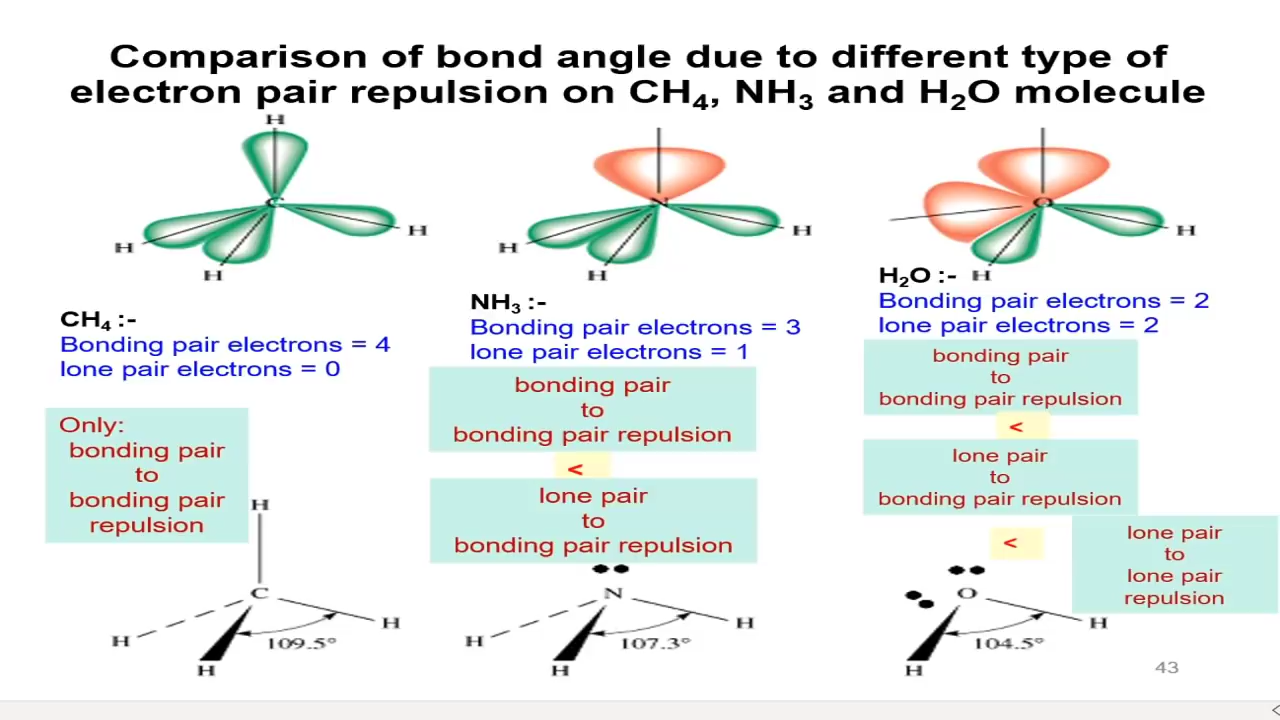 Comparison of bond angle due to different type of
electron pair repulsion on CH4, NH3 and H2O molecule
H
C
H
H
H
N
H
H
H
O
H
H
CH4 :-
Bonding pair electrons = 4
lone pair electrons = 0
Only:
bonding pair
to
bonding pair
repulsion
H
C
H
H
H
109.5°
NH3 :-
Bonding pair electrons = 3
lone pair electrons = 1
bonding pair
to
bonding pair repulsion
<
lone pair
to
bonding pair repulsion
N
H
H
H
107.3°
H2O :-
Bonding pair electrons = 2
lone pair electrons = 2
bonding pair
to
bonding pair repulsion
<
lone pair
to
bonding pair repulsion
<
lone pair
to
lone pair
repulsion
O
H
H
104.5°
43